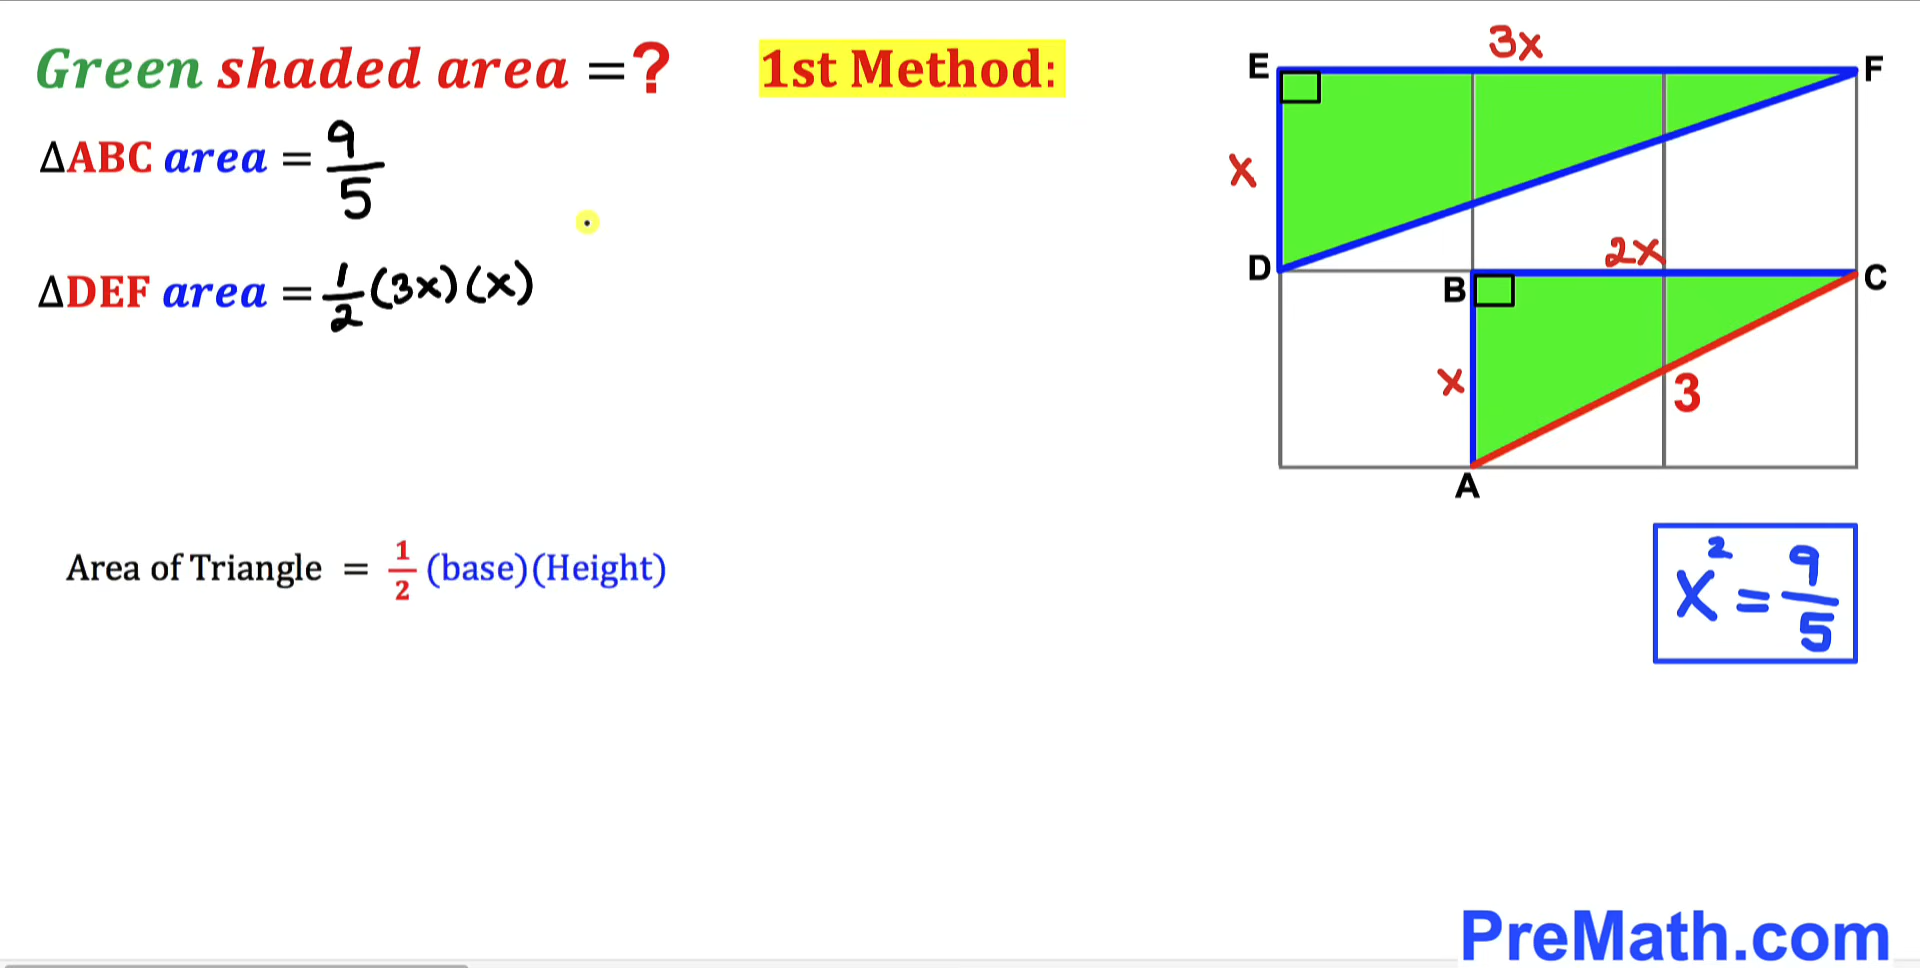 Green shaded area =?
1st Method:
ΔABC area = 9/5
ΔDEF area = 1/2 (3x)(x)
Area of Triangle = 1/2 (base)(Height)
3x
E
F
x
D
2x
B
C
x
3
A
x² = 9/5
PreMath.com